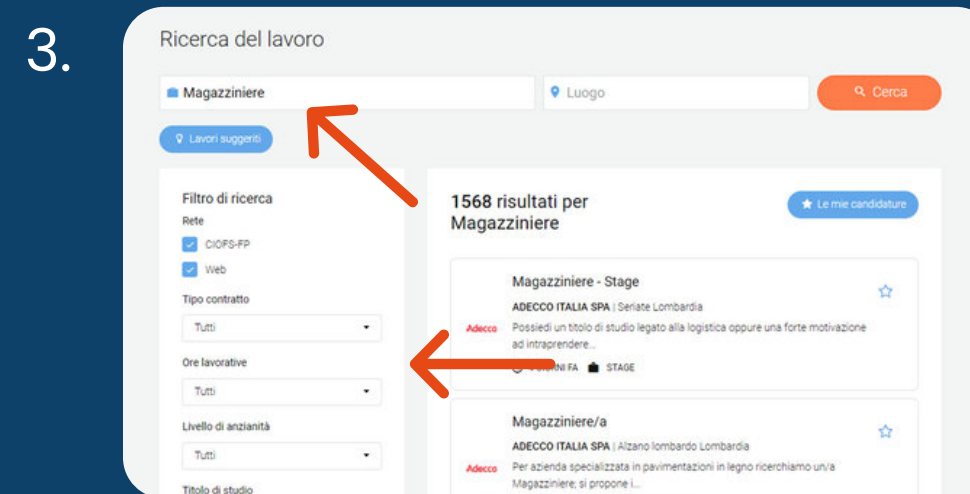 3.
Ricerca del lavoro
Magazziniere
Luogo
Cerca
Lavori suggeriti
Filtro di ricerca
Rete
CIOFS-FP
Web
Tipo contratto
Tutti
Ore lavorative
Tutti
Livello di anzianità
Tutti
Titolo di studio
1568 risultati per
Magazziniere
Le mie candidature
Magazziniere - Stage
ADECCO ITALIA SPA | Seriate Lombardia
Adecco
Possiedi un titolo di studio legato alla logistica oppure una forte motivazione
ad intraprendere...
FA STAGE
Magazziniere/a
ADECCO ITALIA SPA | Alzano lombardo Lombardia
Adecco
Per azienda specializzata in pavimentazioni in legno ricerchiamo un/a
Magazziniere; si propone i...